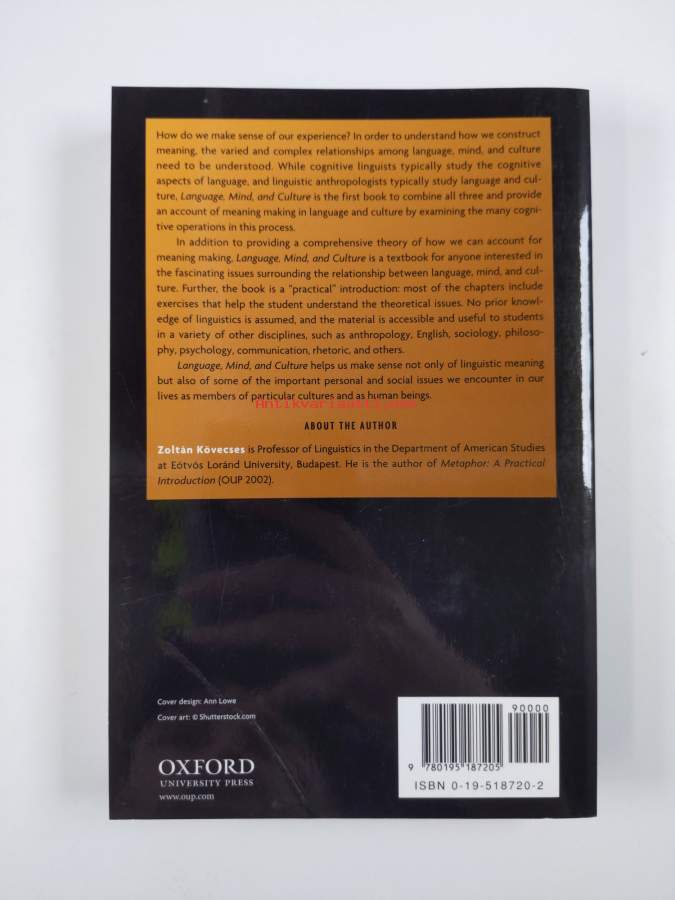 How do we make sense of our experience? In order to understand how we construct
meaning, the varied and complex relationships among language, mind, and culture
need to be understood. While cognitive linguists typically study the cognitive
aspects of language, and linguistic anthropologists typically study language and cul-
ture, Language, Mind, and Culture is the first book to combine all three and provide
an account of meaning making in language and culture by examining the many cogni-
tive operations in this process.
In addition to providing a comprehensive theory of how we can account for
meaning making, Language, Mind, and Culture is a textbook for anyone interested in
the fascinating issues surrounding the relationship between language, mind, and cul-
ture. Further, the book is a "practical" introduction: most of the chapters include
exercises that help the student understand the theoretical issues. No prior knowl-
edge of linguistics is assumed, and the material is accessible and useful to students
in a variety of other disciplines, such as anthropology, English, sociology, philoso-
phy, psychology, communication, rhetoric, and others.
Language, Mind, and Culture helps us make sense not only of linguistic meaning
but also of some of the important personal and social issues we encounter in our
lives as members of particular cultures and as human beings.
ABOUT THE AUTHOR
Zoltán Kövecses is Professor of Linguistics in the Department of American Studies
at Eötvös Loránd University, Budapest. He is the author of Metaphor: A Practical
Introduction (OUP 2002).
Cover design: Ann Lowe
Cover art: © Shutterstock.com
OXFORD
UNIVERSITY PRESS
www.oup.com
90000
9 780195 187205
ISBN 0-19-518720-2